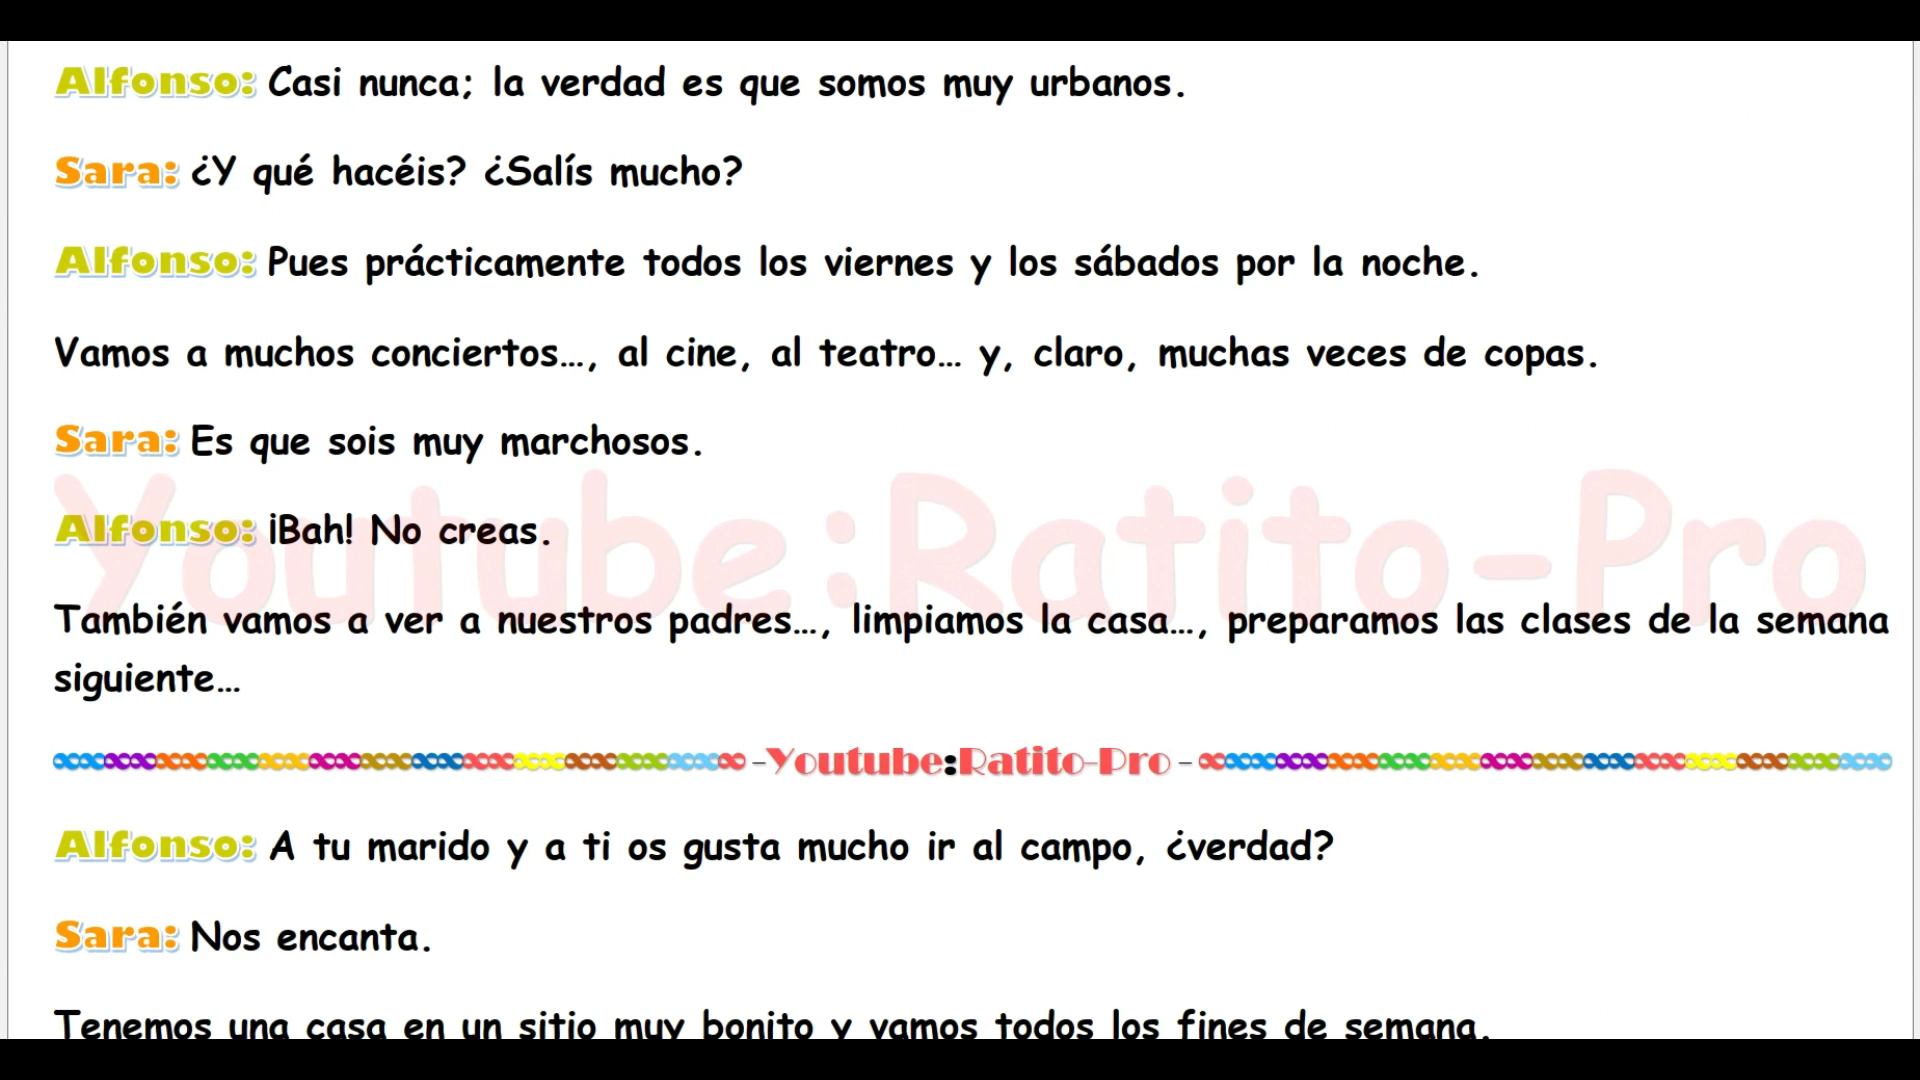 Alfonso: Casi nunca; la verdad es que somos muy urbanos.
Sara: ¿Y qué hacéis? ¿Salís mucho?
Alfonso: Pues prácticamente todos los viernes y los sábados por la noche.
Vamos a muchos conciertos..., al cine, al teatro... y, claro, muchas veces de copas.
Sara: Es que sois muy marchosos.
Youtube:Ratito-Pro
Alfonso: ¡Bah! No creas.
También vamos a ver a nuestros padres..., limpiamos la casa..., preparamos las clases de la semana
siguiente...
-Youtube:Ratito-Pro-
Alfonso: A tu marido y a ti os gusta mucho ir al campo, ¿verdad?
Sara: Nos encanta.
Tenemos una casa en un sitio muy bonito y vamos todos los fines de semana.